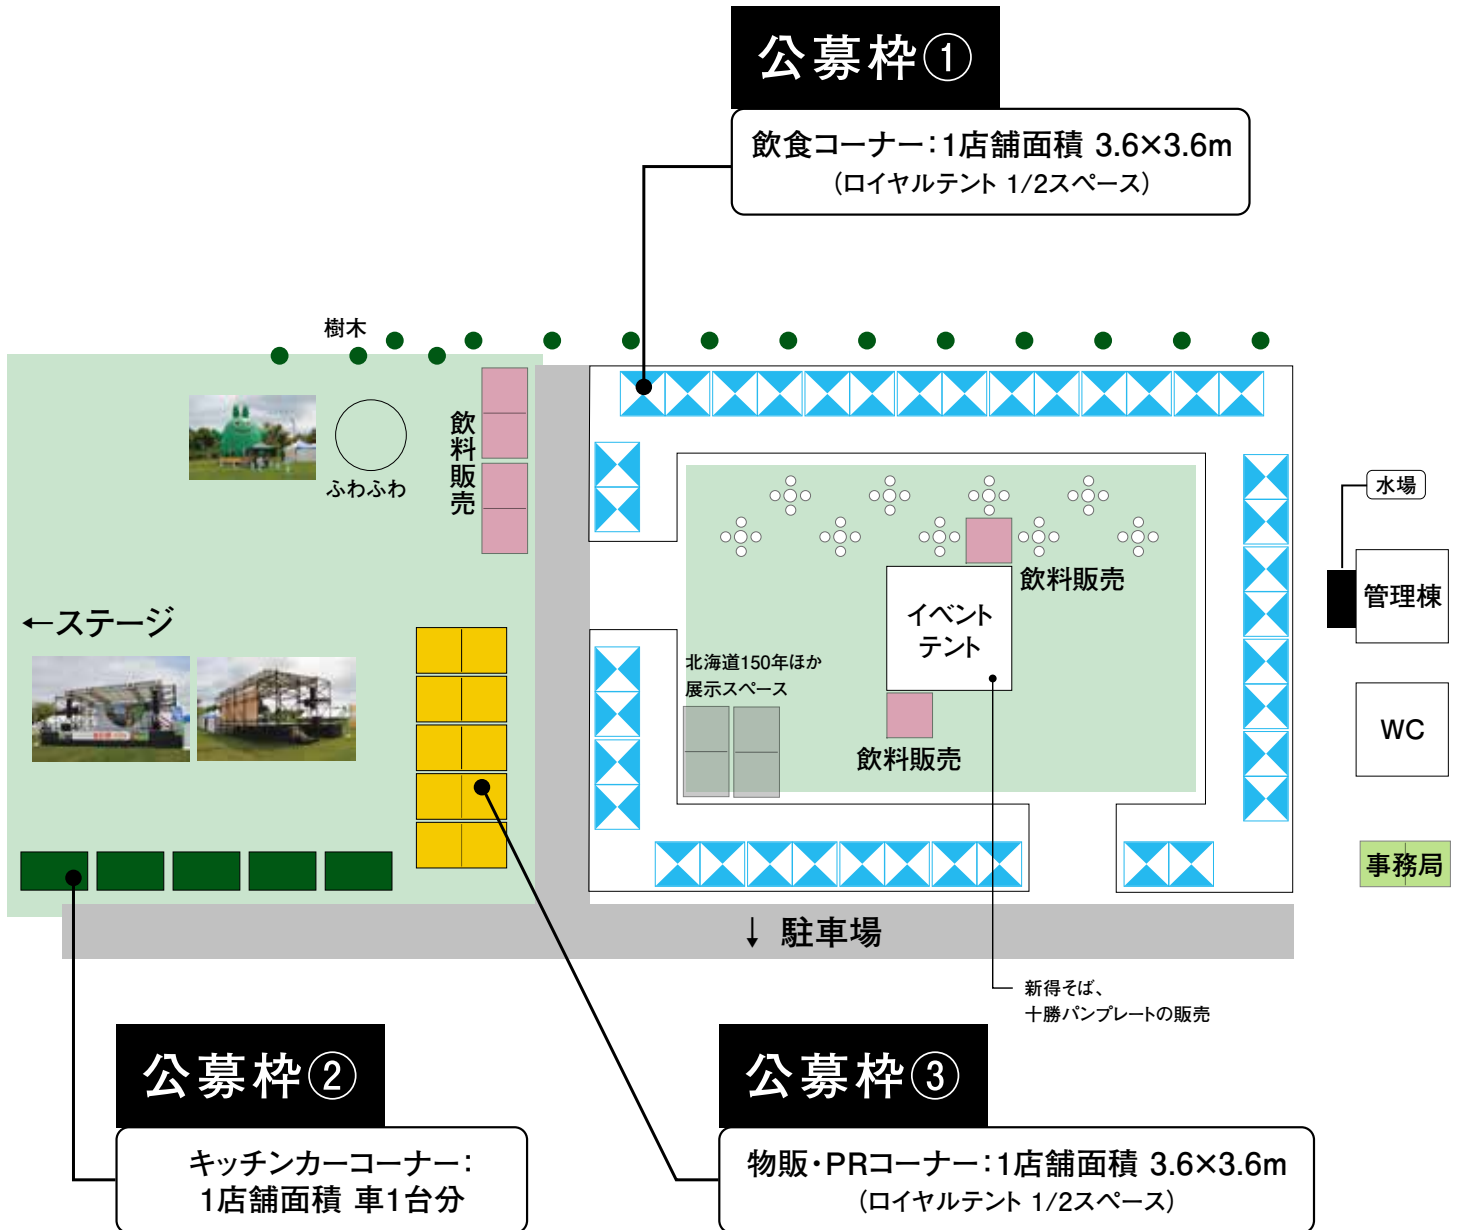 公募枠①
飲食コーナー：1店舗面積 3.6×3.6m
（ロイヤルテント 1/2スペース）
樹木
飲料販売
ふわふわ
水場
飲料販売
管理棟
イベント
テント
←ステージ
北海道150年ほか
展示スペース
WC
飲料販売
事務局
↓ 駐車場
新得そば、
十勝パンプレートの販売
公募枠②
キッチンカーコーナー：
1店舗面積 車1台分
公募枠③
物販・PRコーナー：1店舗面積 3.6×3.6m
（ロイヤルテント 1/2スペース）